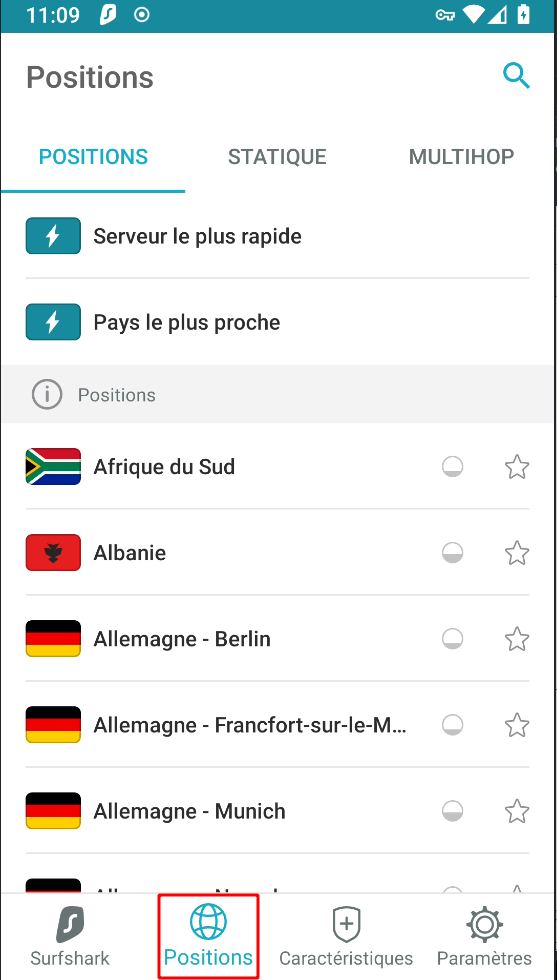 11:09
Positions
POSITIONS STATIQUE MULTIHOP
Serveur le plus rapide
Pays le plus proche
Positions
Afrique du Sud
Albanie
Allemagne - Berlin
Allemagne - Francfort-sur-le-M...
Allemagne - Munich
Surfshark Positions Caractéristiques Paramètres